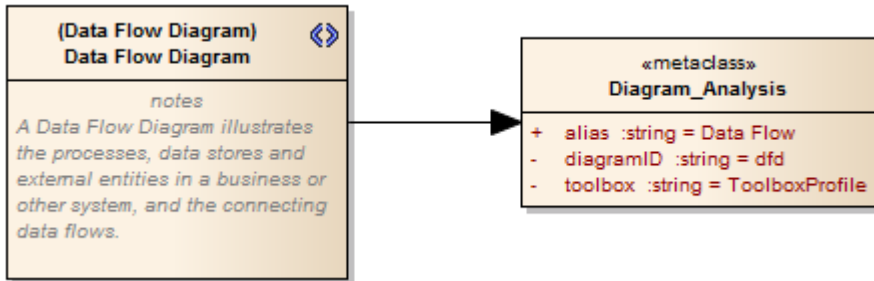 (Data Flow Diagram)
Data Flow Diagram
notes
A Data Flow Diagram illustrates
the processes, data stores and
external entities in a business or
other system, and the connecting
data flows.
«metaclass»
Diagram_Analysis
+ alias :string = Data Flow
- diagramID :string = dfd
- toolbox :string = ToolboxProfile